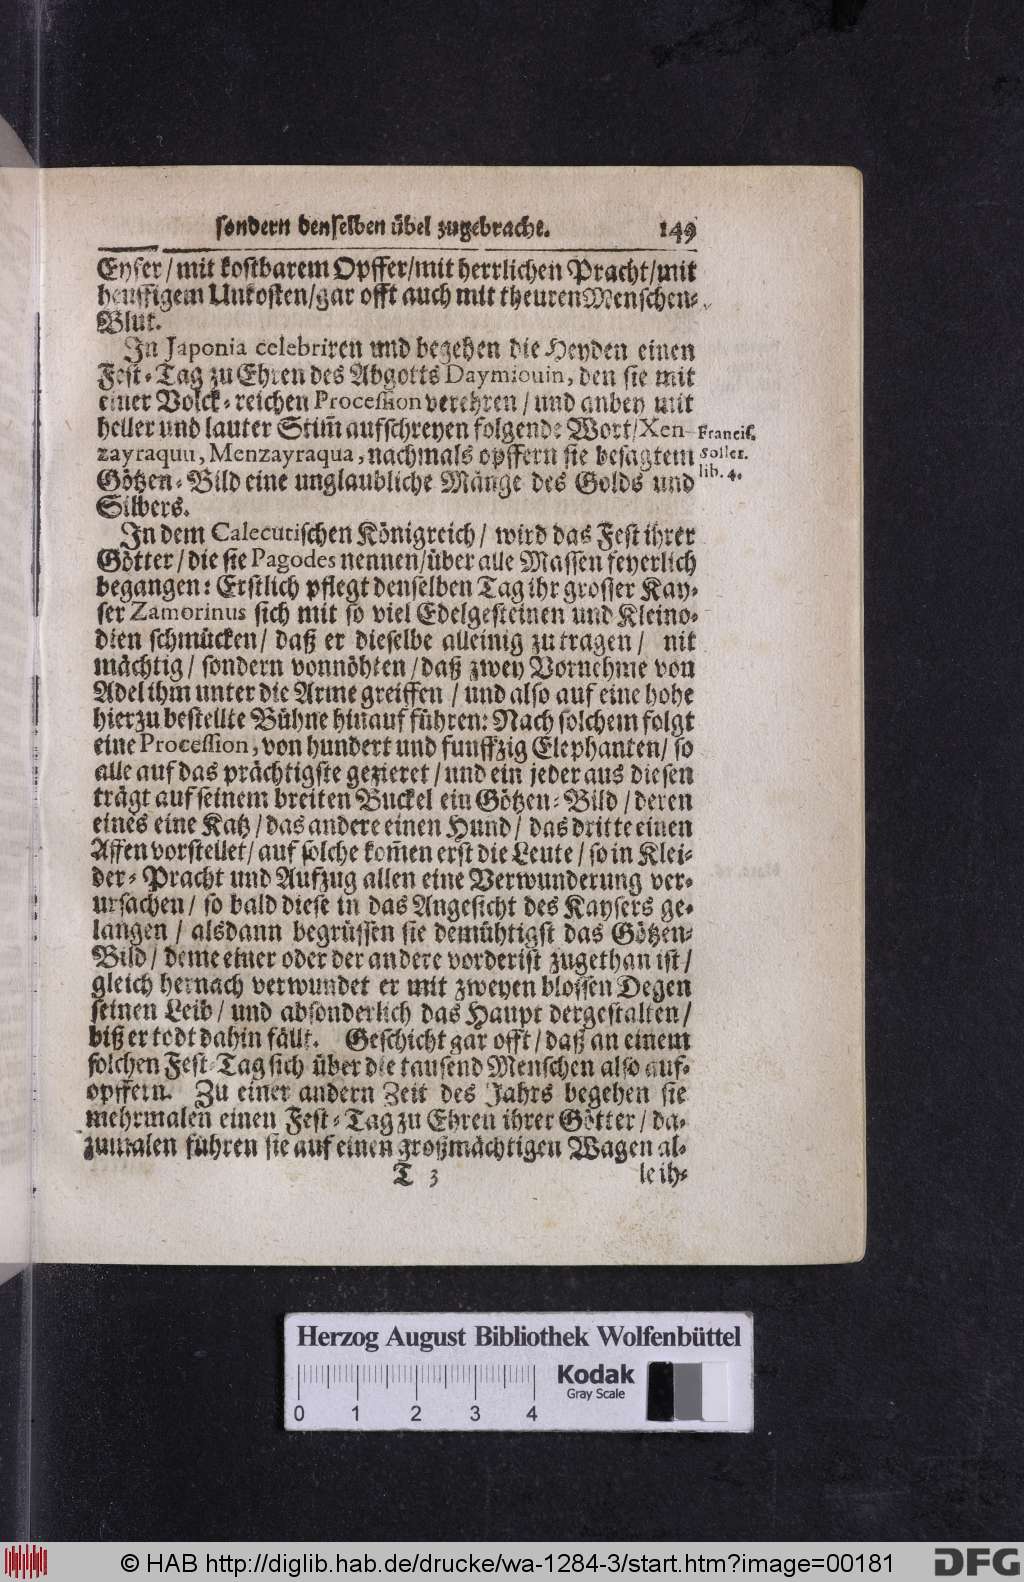 sondern denselben übel zugebracht. 149
Eyfer / mit kostbarem Opffer/mit herrlichen Pracht/mit
heuffigem Unkosten/gar offt auch mit theuren Menschen-
Blut.
In Japonia celebriren und begehen die Heyden einen
Fest-Tag zu Ehren des Abgotts Daymiouin, den sie mit
einer Volck-reichen Procession verehren / und anbey mit
heller und lauter Stim̃ aufschreyen folgende Wort/Xen-
zayraquu, Menzayraqua, nachmals opffern sie besagtem
Götzen-Bild eine unglaubliche Mänge des Golds und
Silbers.
Francis.
Soller.
lib. 4.
In dem Calecutischen Königreich / wird das Fest ihrer
Götter / die sie Pagodes nennen/über alle Massen feyerlich
begangen: Erstlich pflegt denselben Tag ihr grosser Kay-
ser Zamorinus sich mit so viel Edelgesteinen und Kleino-
dien schmücken / daß er dieselbe alleinig zu tragen / nit
mächtig / sondern vonnöhten / daß zwey Vornehme von
Adel ihm unter die Arme greiffen / und also auf eine hohe
hierzu bestellte Bühne hinauf führen: Nach solchem folgt
eine Procession, von hundert und funffzig Elephanten/ so
alle auf das prächtigste gezieret / und ein jeder aus diesen
trägt auf seinem breiten Buckel ein Götzen-Bild / deren
eines eine Katz / das andere einen Hund / das dritte einen
Affen vorstellet / auf solche kom̃en erst die Leute / so in Klei-
der-Pracht und Aufzug allen eine Verwunderung ver-
ursachen / so bald diese in das Angesicht des Kaysers ge-
langen / alsdann begrüssen sie demühtigst das Götzen-
Bild / deme einer oder der andere vorderist zugethan ist /
gleich hernach verwundet er mit zweyen blossen Degen
seinen Leib / und absonderlich das Haupt dergestalten /
biß er todt dahin fällt. Geschicht gar offt / daß an einem
solchen Fest-Tag sich über die tausend Menschen also auf-
opffern. Zu einer andern Zeit des Jahrs begehen sie
mehrmalen einen Fest-Tag zu Ehren ihrer Götter / da-
zumalen führen sie auf einen großmächtigen Wagen al-
T 3 le ih-
Herzog August Bibliothek Wolfenbüttel
Kodak
Gray Scale
0 1 2 3 4
© HAB http://diglib.hab.de/drucke/wa-1284-3/start.htm?image=00181
DFG